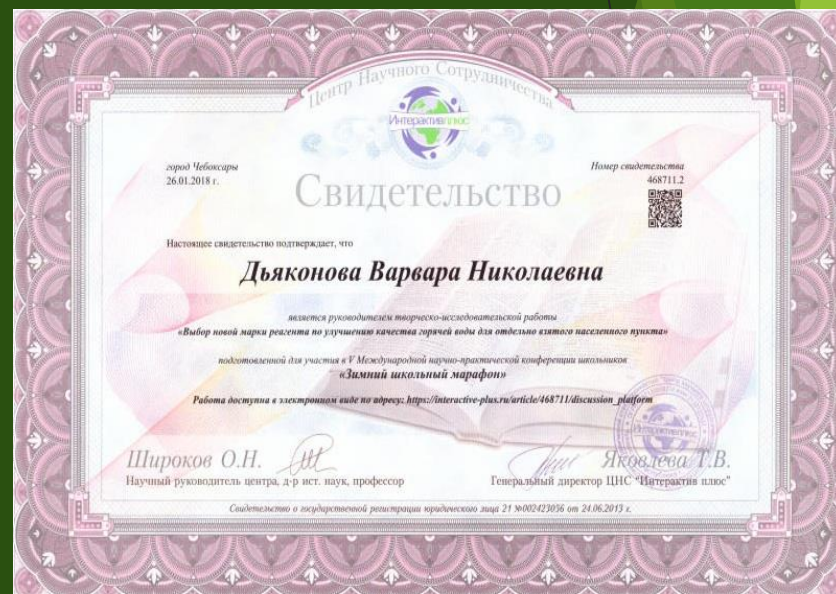 Центр Научного Сотрудничества
Интерактив плюс
город Чебоксары
26.01.2018 г.
Номер свидетельства
468711.2
Свидетельство
Настоящее свидетельство подтверждает, что
Дьяконова Варвара Николаевна
является руководителем творческо-исследовательской работы
«Выбор новой марки реагента по улучшению качества горячей воды для отдельно взятого населенного пункта»
подготовленной для участия в V Международной научно-практической конференции школьников
«Зимний школьный марафон»
Работа доступна в электронном виде по адресу: https://interactive-plus.ru/article/468711/discussion_platform
Широков О.Н.
Научный руководитель центра, д-р ист. наук, профессор
Яковлева Т.В.
Генеральный директор ЦНС "Интерактив плюс"
Свидетельство о государственной регистрации юридического лица 21 №002423036 от 24.06.2013 г.